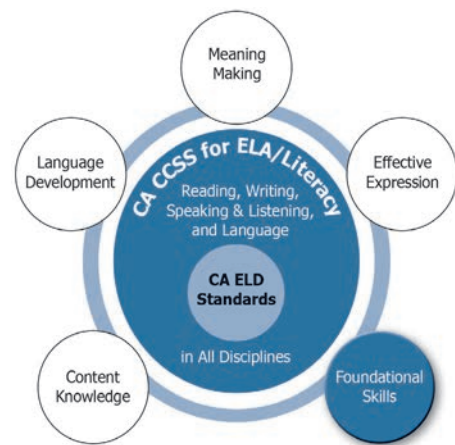 Meaning
Making
Language
Development
Effective
Expression
CA CCSS for ELA/Literacy
Reading, Writing,
Speaking & Listening,
and Language
CA ELD
Standards
in All Disciplines
Content
Knowledge
Foundational
Skills